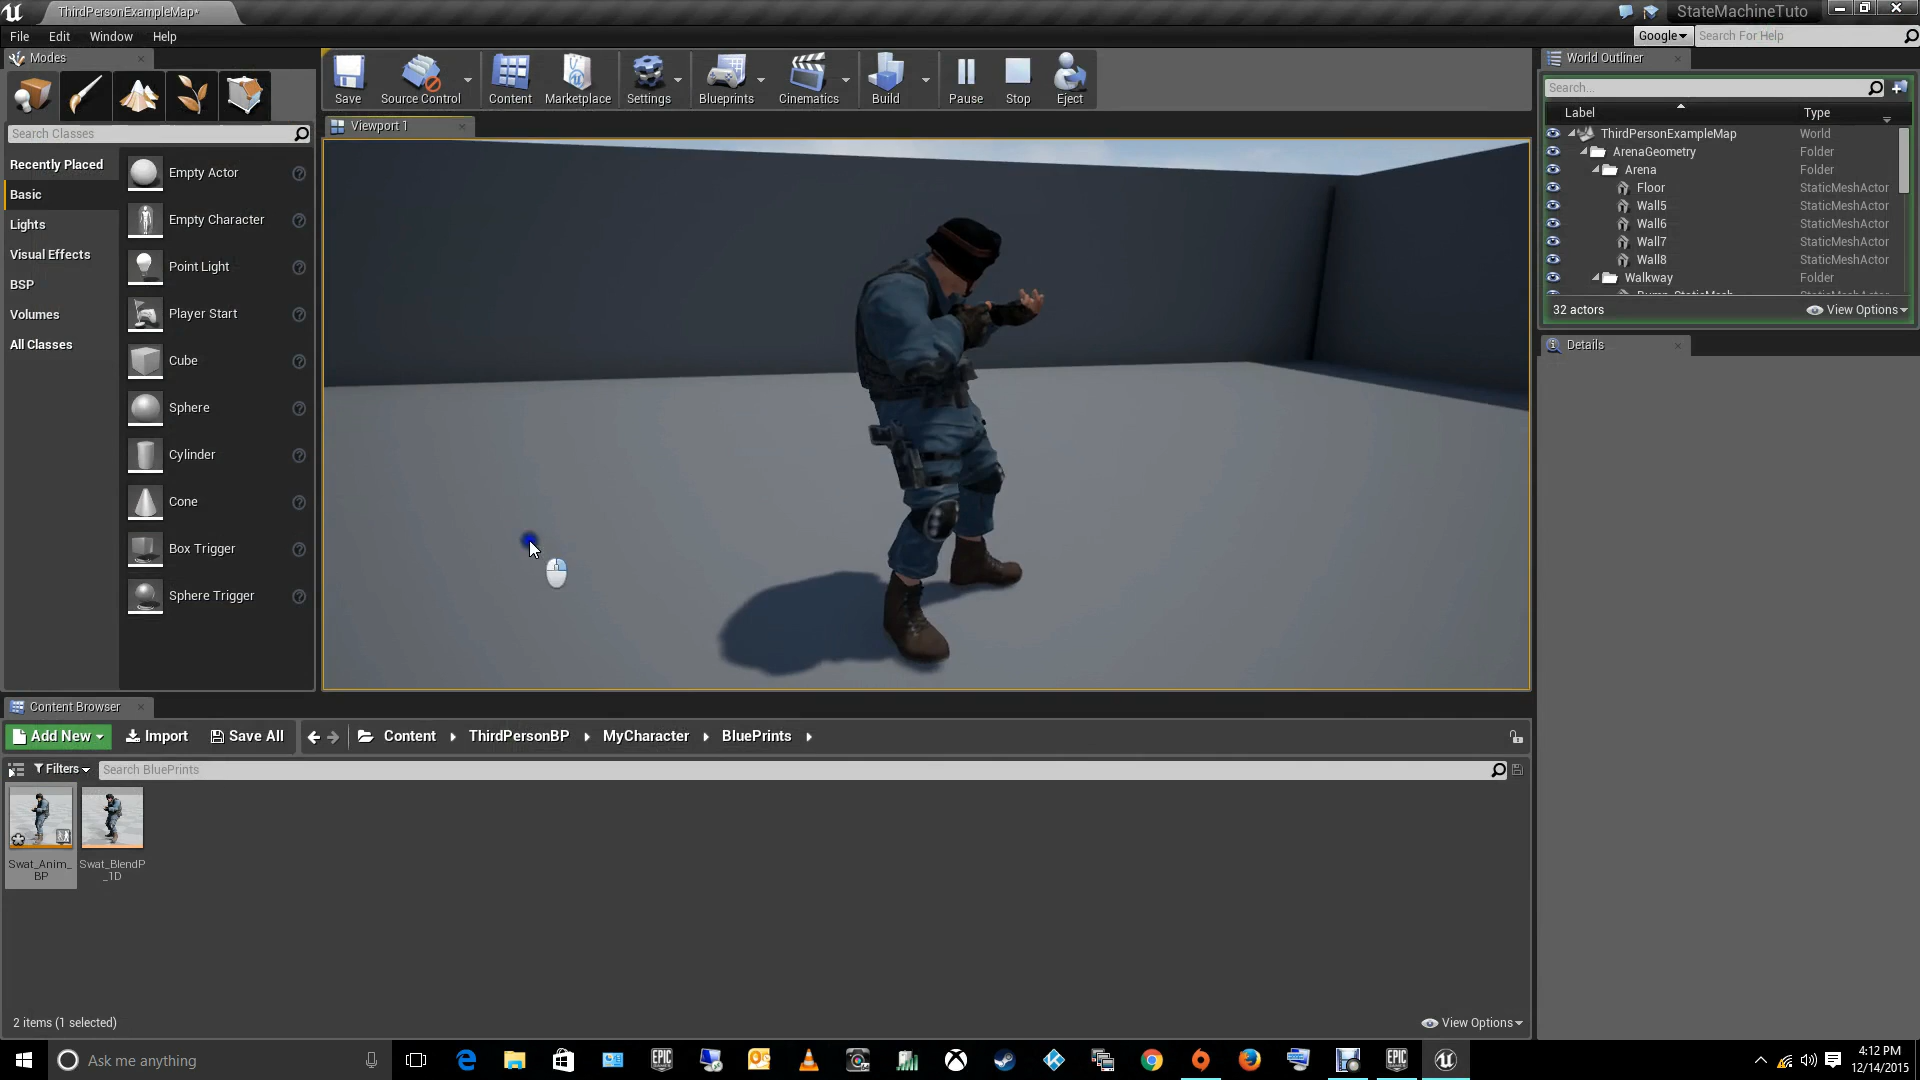 ThirdPersonExampleMap*
StateMachineTuto
File Edit Window Help
Google Search For Help
Modes
Save Source Control Content Marketplace Settings Blueprints Cinematics Build Pause Stop Eject
World Outliner
Search...
Label Type
Search Classes
Viewport 1
Recently Placed
Basic
Lights
Visual Effects
BSP
Volumes
All Classes
Empty Actor
Empty Character
Point Light
Player Start
Cube
Sphere
Cylinder
Cone
Box Trigger
Sphere Trigger
ThirdPersonExampleMap World
ArenaGeometry Folder
Arena Folder
Floor StaticMeshActor
Wall5 StaticMeshActor
Wall6 StaticMeshActor
Wall7 StaticMeshActor
Wall8 StaticMeshActor
Walkway Folder
32 actors View Options
Details
Content Browser
Add New Import Save All Content ThirdPersonBP MyCharacter BluePrints
Filters Search BluePrints
Swat_Anim_
BP
Swat_BlendP
_1D
2 items (1 selected) View Options
Ask me anything
EPIC
GAMES
EPIC
GAMES
4:12 PM
12/14/2015